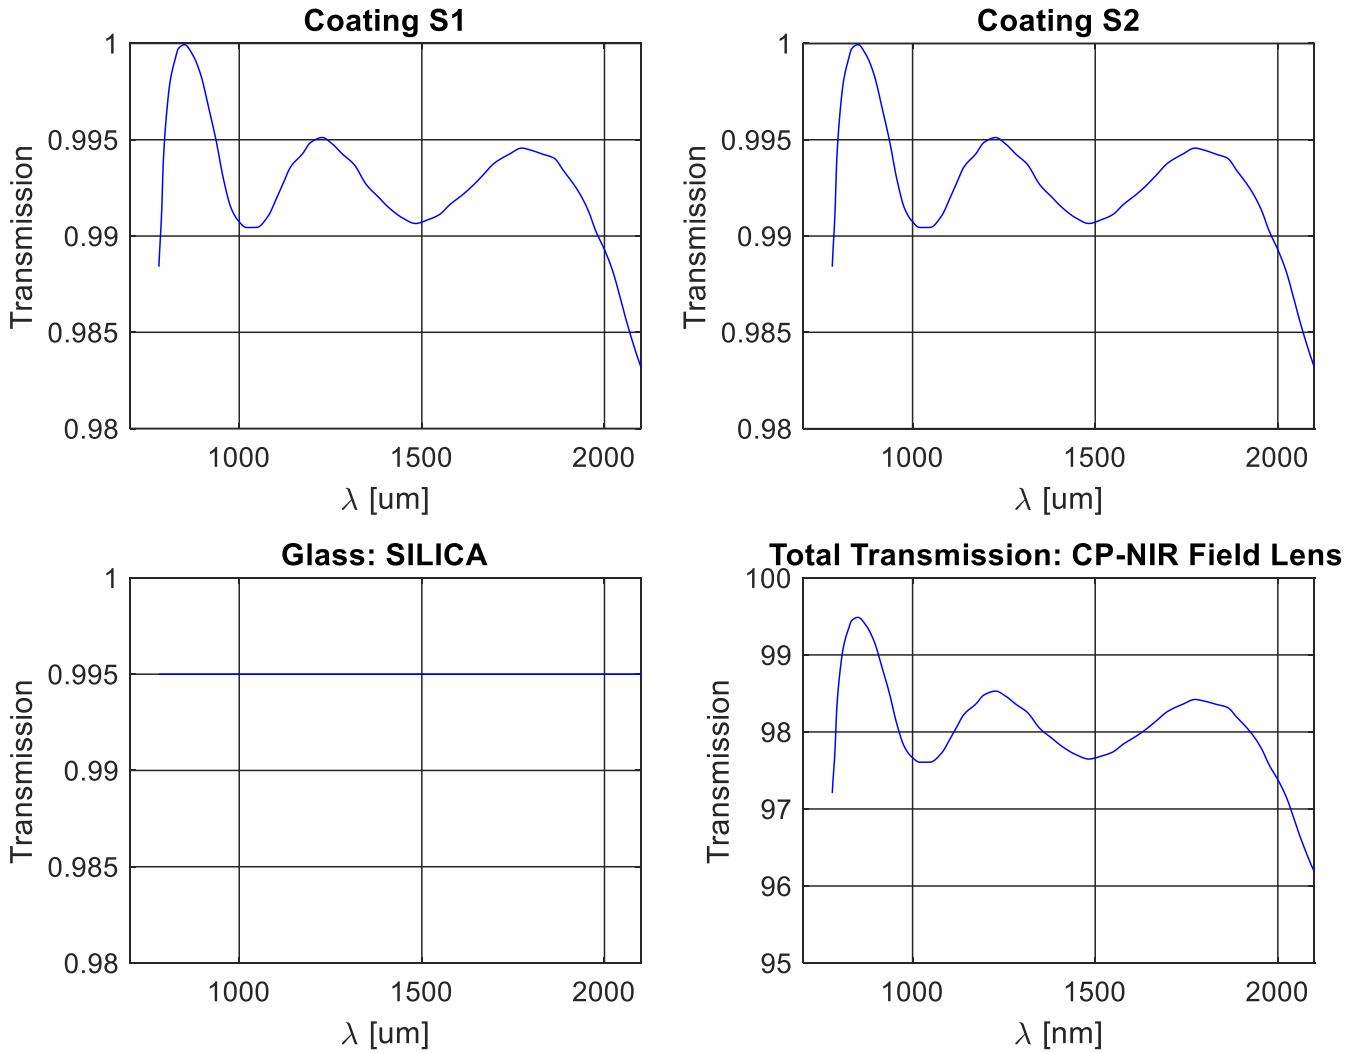 Coating S1
1
0.995
0.99
0.985
0.98
Transmission
1000 1500 2000
λ [um]
Coating S2
1
0.995
0.99
0.985
0.98
Transmission
1000 1500 2000
λ [um]
Glass: SILICA
1
0.995
0.99
0.985
0.98
Transmission
1000 1500 2000
λ [um]
Total Transmission: CP-NIR Field Lens
100
99
98
97
96
95
Transmission
1000 1500 2000
λ [nm]